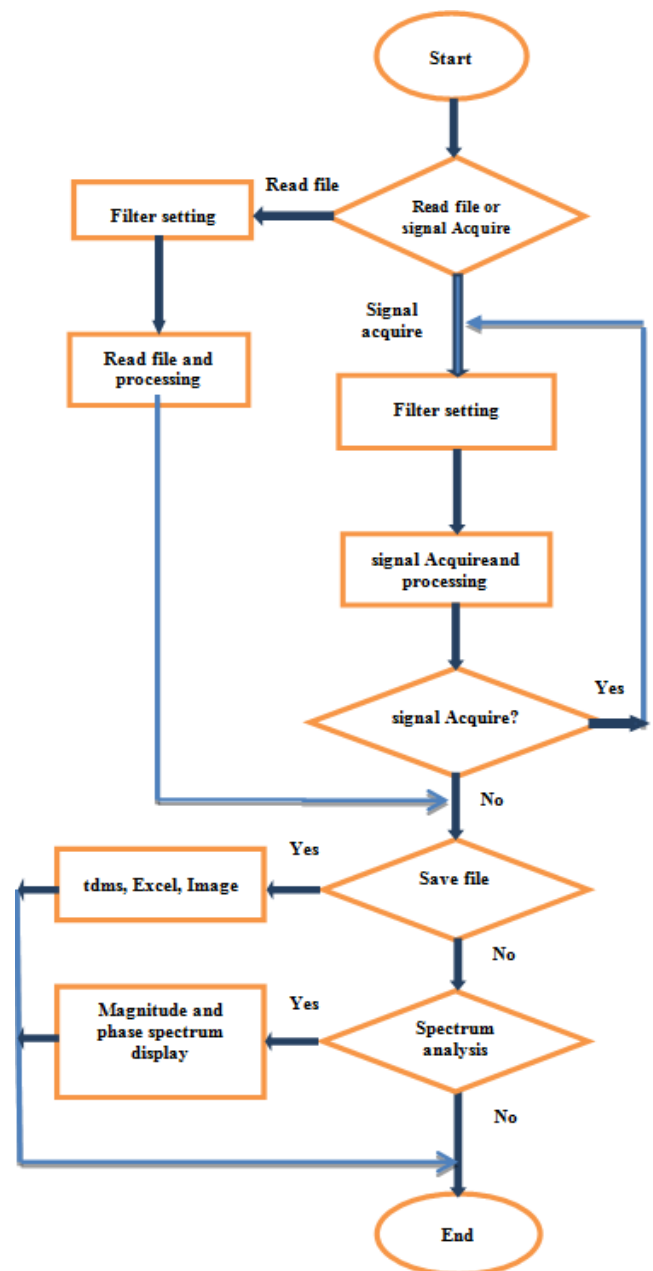 Start
Read file
Read file or
signal Acquire
Filter setting
Signal
acquire
Read file and
processing
Filter setting
signal Acquireand
processing
Yes
signal Acquire?
No
Yes
Save file
tdms, Excel, Image
No
Magnitude and
phase spectrum
display
Yes
Spectrum
analysis
No
End